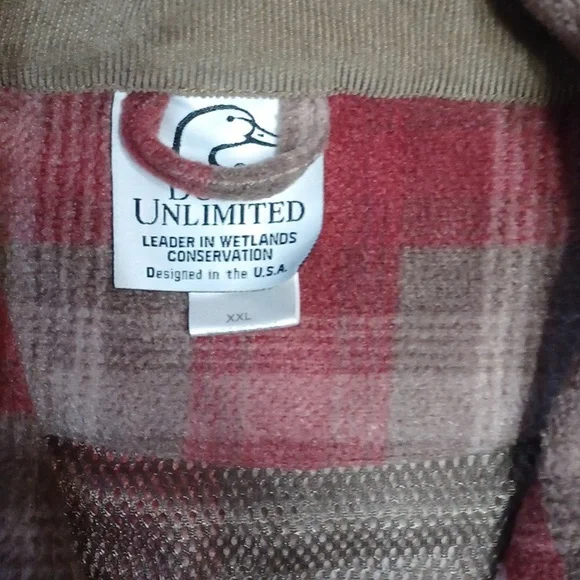 UNLIMITED
LEADER IN WETLANDS
CONSERVATION
Designed in the U.S.A.
XXL